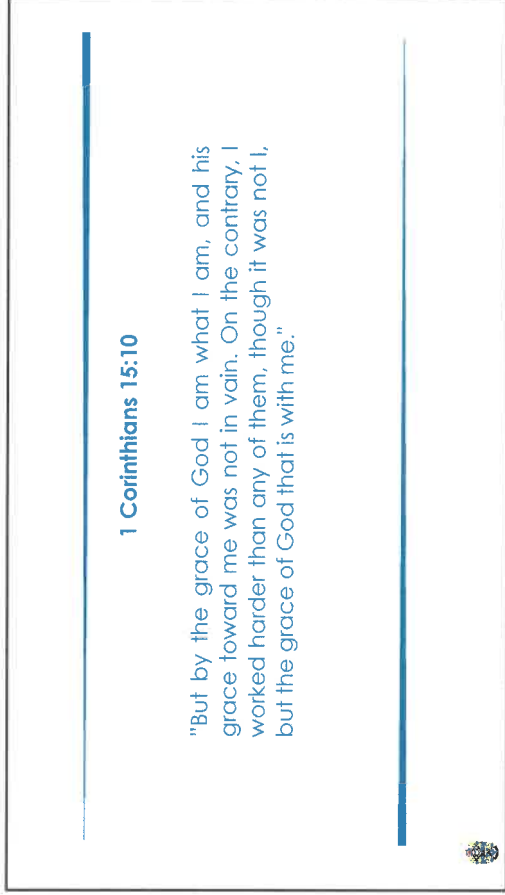 1 Corinthians 15:10
"But by the grace of God I am what I am, and his
grace toward me was not in vain. On the contrary, I
worked harder than any of them, though it was not I,
but the grace of God that is with me."